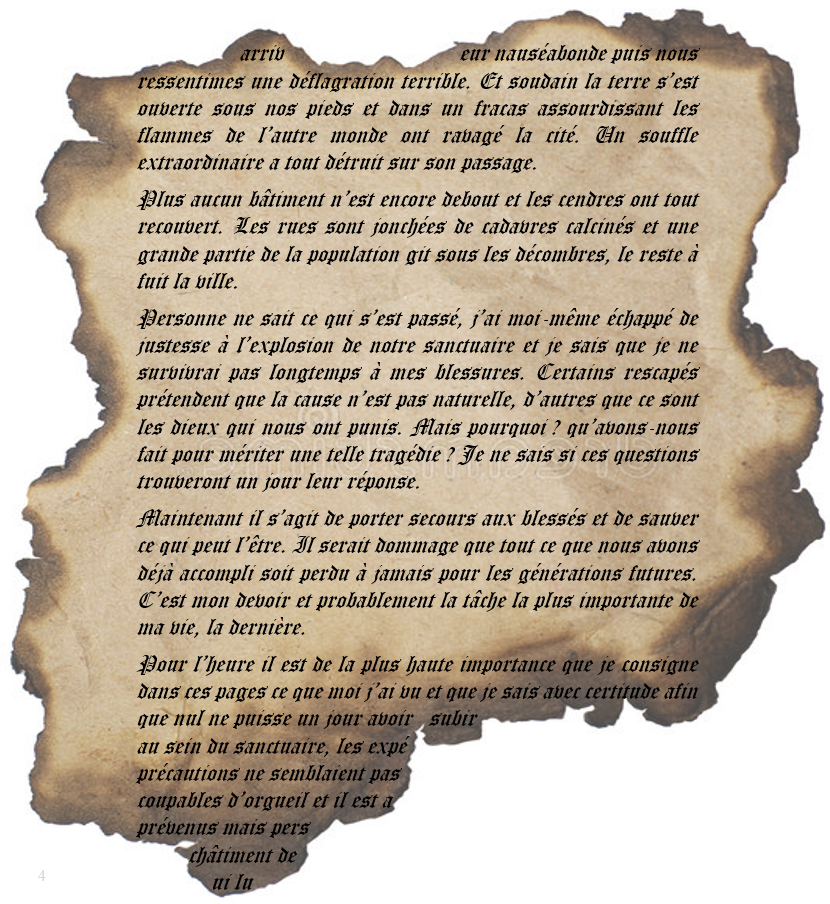 arriv eur nauséabonde puis nous
ressentimes une déflagration terrible. Et soudain la terre s'est
ouverte sous nos pieds et dans un fracas assourdissant les
flammes de l'autre monde ont ravagé la cité. Un souffle
extraordinaire a tout détruit sur son passage.
Plus aucun bâtiment n'est encore debout et les cendres ont tout
recouvert. Les rues sont jonchées de cadavres calcinés et une
grande partie de la population git sous les décombres, le reste à
fuit la ville.
Personne ne sait ce qui s'est passé, j'ai moi-même échappé de
justesse à l'explosion de notre sanctuaire et je sais que je ne
survivrai pas longtemps à mes blessures. Certains rescapés
prétendent que la cause n'est pas naturelle, d'autres que ce sont
les dieux qui nous ont punis. Mais pourquoi ? qu'avons-nous
fait pour mériter une telle tragédie ? Je ne sais si ces questions
trouveront un jour leur réponse.
Maintenant il s'agit de porter secours aux blessés et de sauver
ce qui peut l'être. Il serait dommage que tout ce que nous avons
déjà accompli soit perdu à jamais pour les générations futures.
C'est mon devoir et probablement la tâche la plus importante de
ma vie, la dernière.
Pour l'heure il est de la plus haute importance que je consigne
dans ces pages ce que moi j'ai vu et que je sais avec certitude afin
que nul ne puisse un jour avoir subir
au sein du sanctuaire, les expé
précautions ne semblaient pas
coupables d'orgueil et il est a
prévenus mais pers
châtiment de
ui lu
4